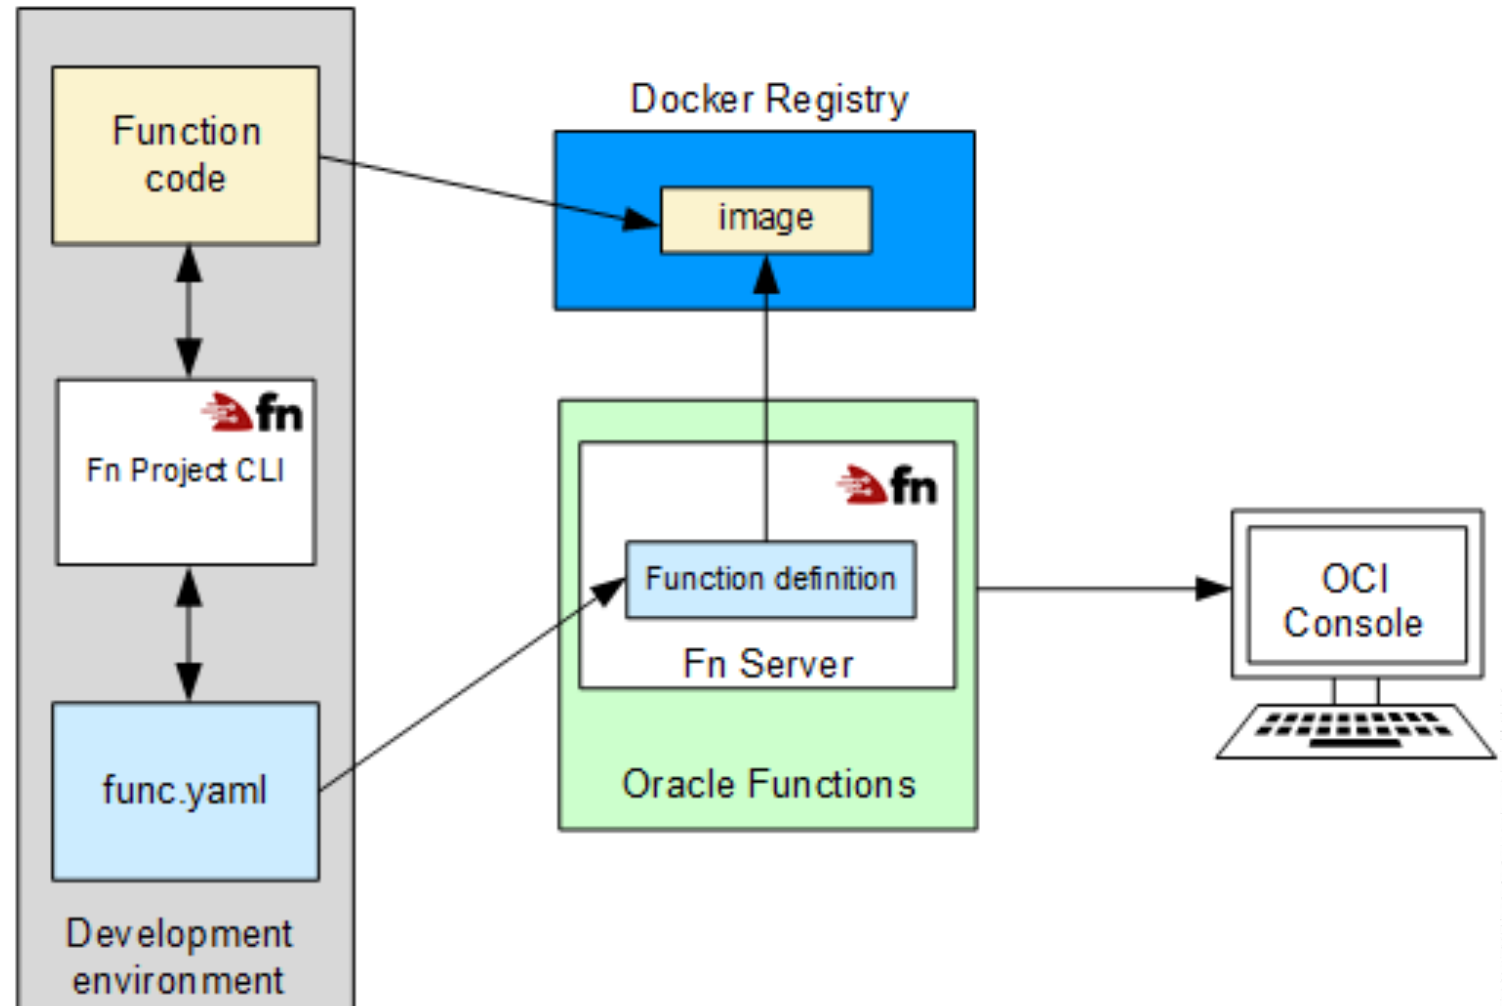 Function
code
fn
Fn Project CLI
func.yaml
Development
environment
Docker Registry
image
fn
Function definition
Fn Server
Oracle Functions
OCI
Console